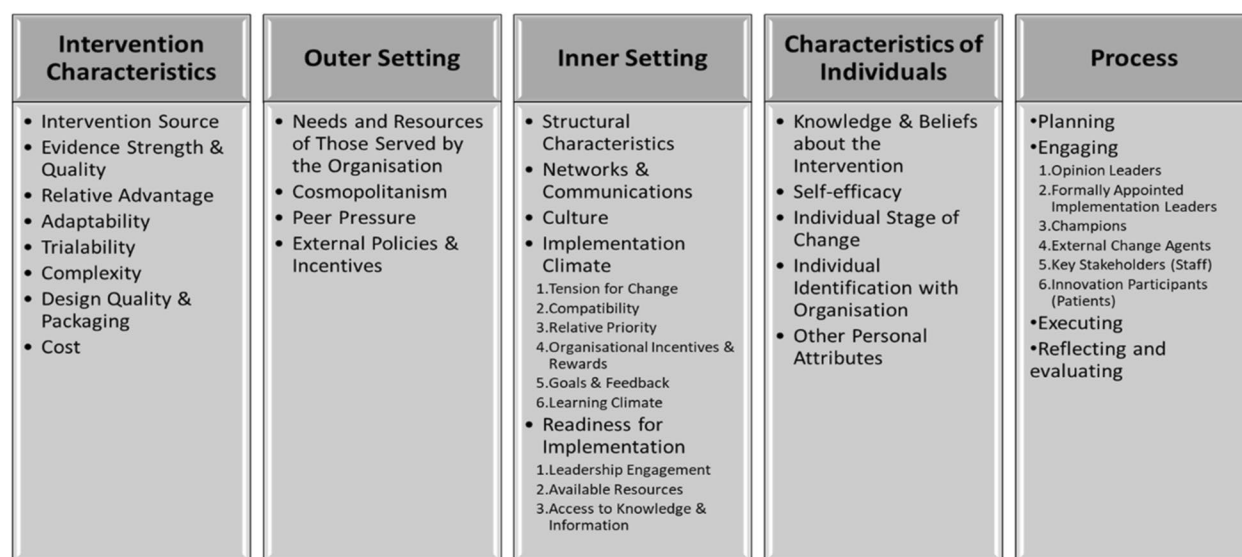 Intervention
Characteristics
• Intervention Source
• Evidence Strength &
Quality
• Relative Advantage
• Adaptability
• Trialability
• Complexity
• Design Quality &
Packaging
• Cost
Outer Setting
• Needs and Resources
of Those Served by
the Organisation
• Cosmopolitanism
• Peer Pressure
• External Policies &
Incentives
Inner Setting
• Structural
Characteristics
• Networks &
Communications
• Culture
• Implementation
Climate
1.Tension for Change
2.Compatibility
3.Relative Priority
4.Organisational Incentives &
Rewards
5.Goals & Feedback
6.Learning Climate
• Readiness for
Implementation
1.Leadership Engagement
2.Available Resources
3.Access to Knowledge &
Information
Characteristics of
Individuals
• Knowledge & Beliefs
about the
Intervention
• Self-efficacy
• Individual Stage of
Change
• Individual
Identification with
Organisation
• Other Personal
Attributes
Process
•Planning
•Engaging
1.Opinion Leaders
2.Formally Appointed
Implementation Leaders
3.Champions
4.External Change Agents
5.Key Stakeholders (Staff)
6.Innovation Participants
(Patients)
•Executing
•Reflecting and
evaluating